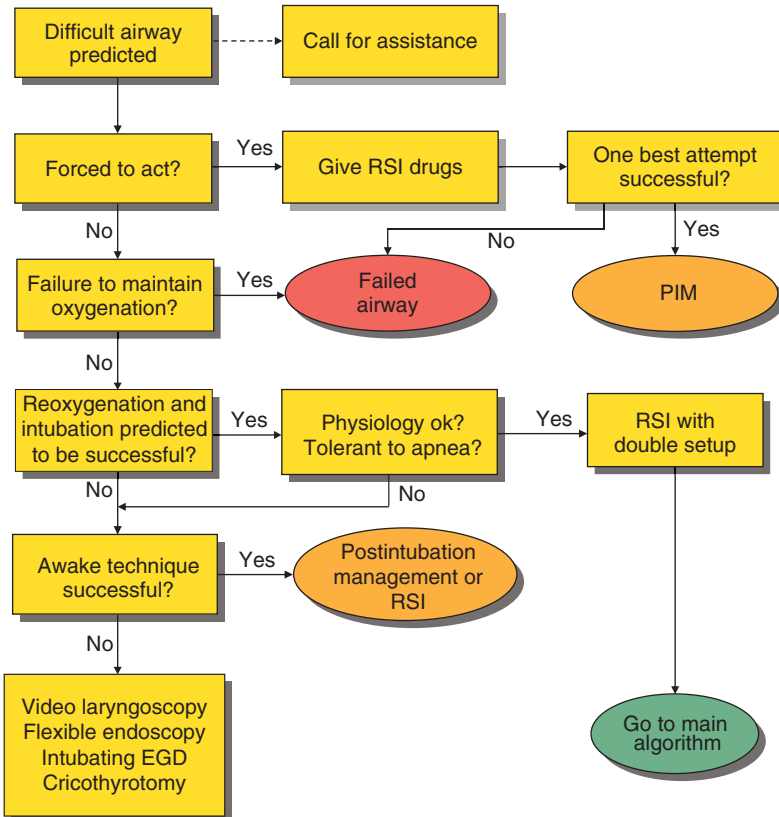 Difficult airway
predicted
Call for assistance
Forced to act?
Yes
Give RSI drugs
One best attempt
successful?
No
No
Yes
Failure to maintain
oxygenation?
Yes
Failed
airway
PIM
No
Reoxygenation and
intubation predicted
to be successful?
Yes
Physiology ok?
Tolerant to apnea?
Yes
RSI with
double setup
No
No
Awake technique
successful?
Yes
Postintubation
management or
RSI
No
Video laryngoscopy
Flexible endoscopy
Intubating EGD
Cricothyrotomy
Go to main
algorithm